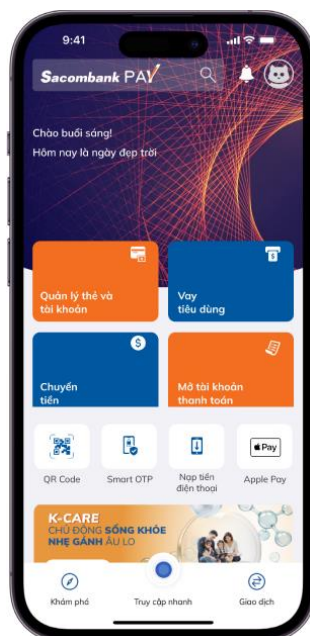 9:41
Sacombank PAY
Chào buổi sáng!
Hôm nay là ngày đẹp trời
Quản lý thẻ và
tài khoản
Vay
tiêu dùng
Chuyển
tiền
Mở tài khoản
thanh toán
QR Code
Smart OTP
Nạp tiền
điện thoại
Pay
Apple Pay
K-CARE
CHỦ ĐỘNG SỐNG KHỎE
NHẸ GÁNH ÂU LO
Khám phá
Truy cập nhanh
Giao dịch